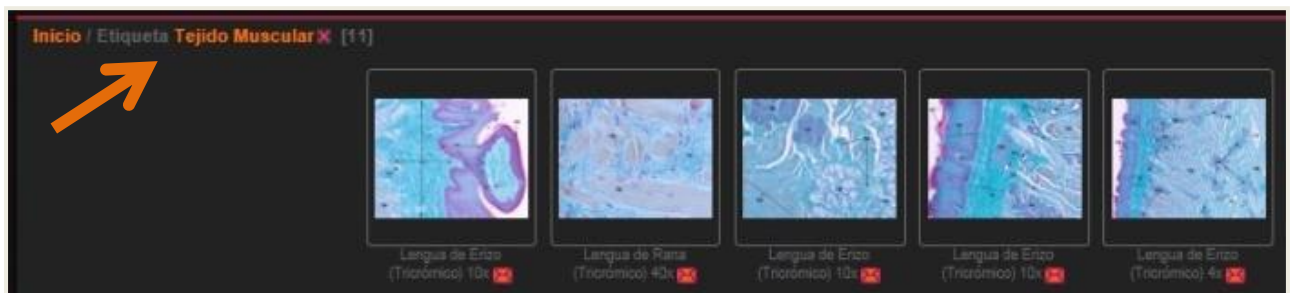 Inicio / Etiqueta Tejido Muscular [11]
Lengua de Erizo
(Tricrómico) 10x
Lengua de Rana
(Tricrómico) 40x
Lengua de Erizo
(Tricrómico) 10x
Lengua de Erizo
(Tricrómico) 10x
Lengua de Erizo
(Tricrómico) 4x